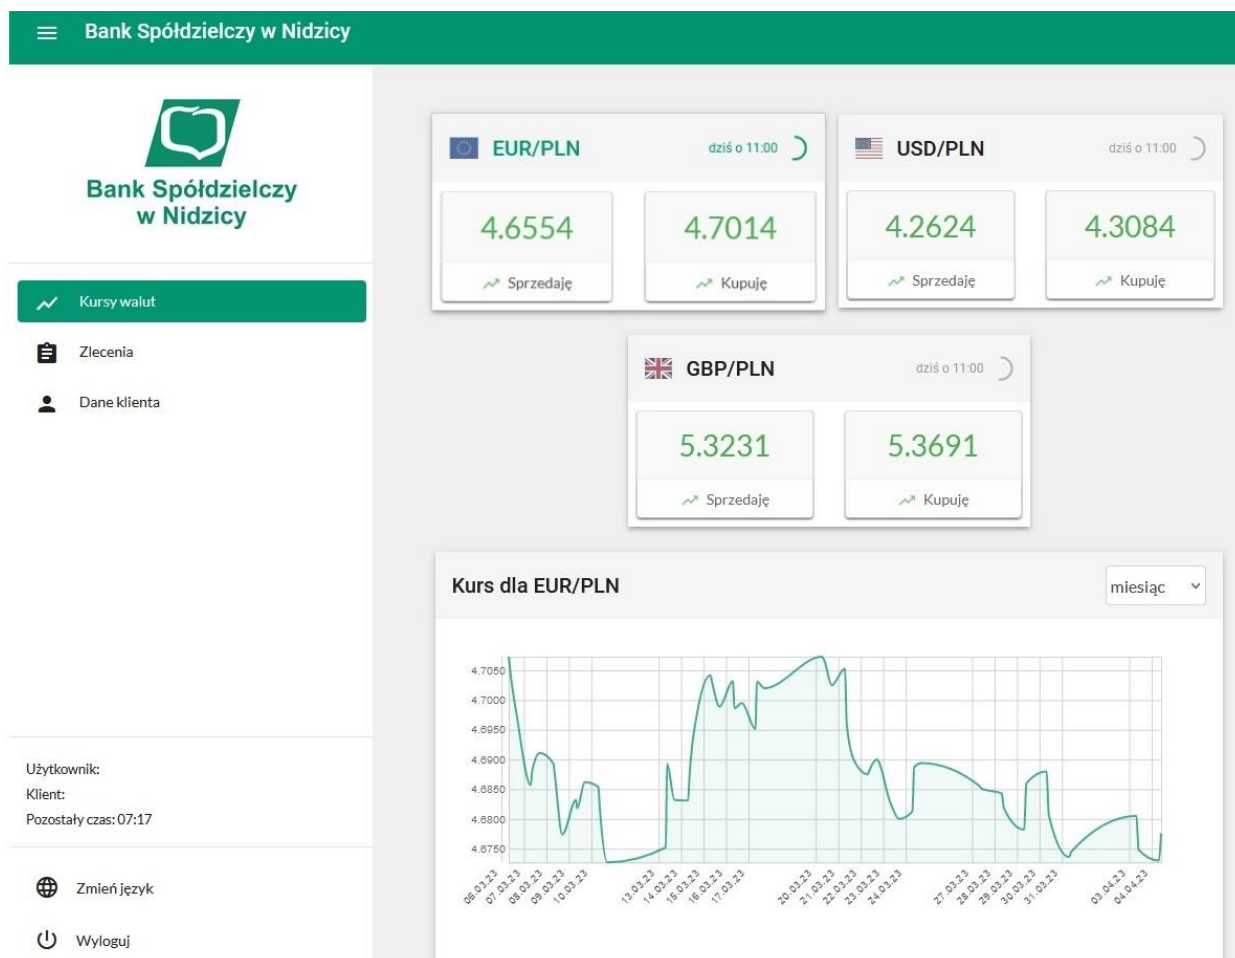 Bank Spółdzielczy w Nidzicy
Bank Spółdzielczy
w Nidzicy
Kursy walut
Zlecenia
Dane klienta
Użytkownik:
Klient:
Pozostały czas: 07:17
Zmień język
Wyloguj
EUR/PLN dziś o 11:00
4.6554 4.7014
Sprzedaję Kupuję
USD/PLN dziś o 11:00
4.2624 4.3084
Sprzedaję Kupuję
GBP/PLN dziś o 11:00
5.3231 5.3691
Sprzedaję Kupuję
Kurs dla EUR/PLN miesiąc
4.7050
4.7000
4.6950
4.6900
4.6850
4.6800
4.6750
06.03.23 07.03.23 08.03.23 09.03.23 10.03.23 13.03.23 14.03.23 15.03.23 16.03.23 17.03.23 20.03.23 21.03.23 22.03.23 23.03.23 24.03.23 27.03.23 28.03.23 29.03.23 30.03.23 31.03.23 03.04.23 04.04.23